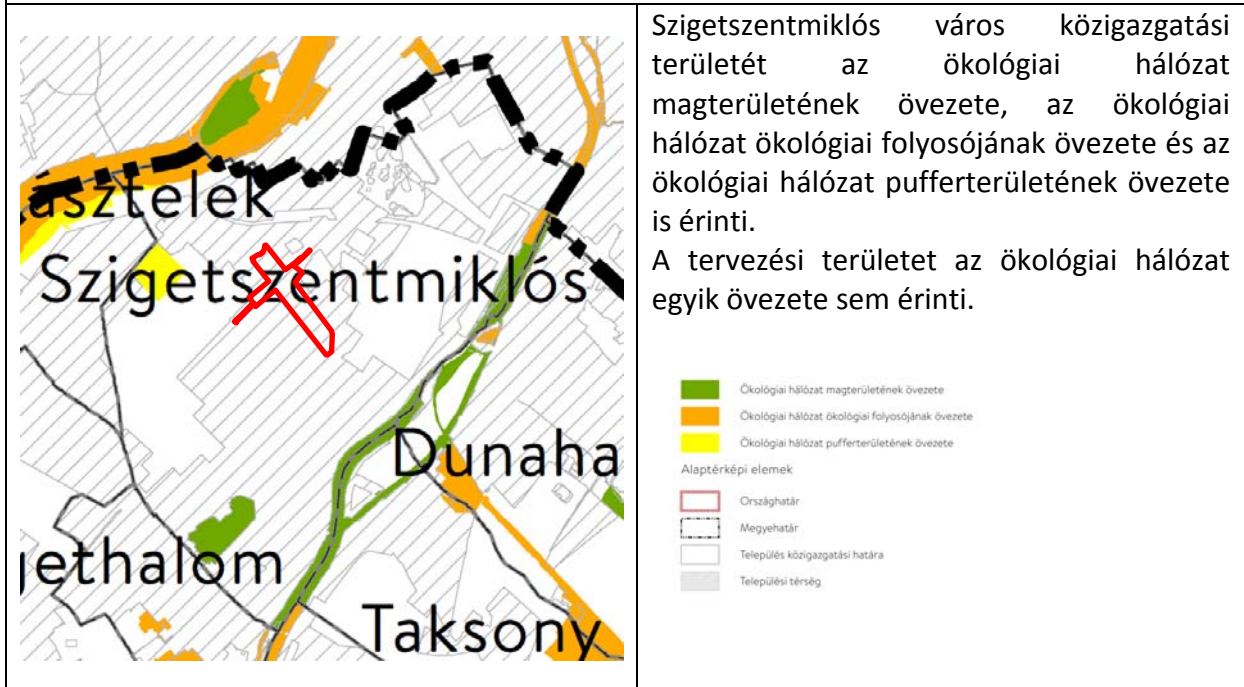 ásztelek
Szigetszentmiklós
Dunaha
gethalom
Taksony
Szigetszentmiklós város közigazgatási
területét az ökológiai hálózat
magterületének övezete, az ökológiai
hálózat ökológiai folyosójának övezete és az
ökológiai hálózat pufferterületének övezete
is érinti.
A tervezési területet az ökológiai hálózat
egyik övezete sem érinti.
Ökológiai hálózat magterületének övezete
Ökológiai hálózat ökológiai folyosójának övezete
Ökológiai hálózat pufferterületének övezete
Alaptérképi elemek
Országhatár
Megyehatár
Település közigazgatási határa
Települési térség